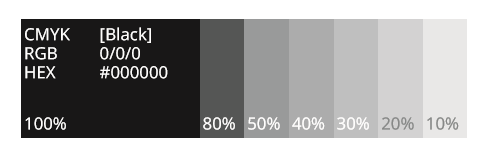 CMYK [Black]
RGB 0/0/0
HEX #000000
100% 80% 50% 40% 30% 20% 10%